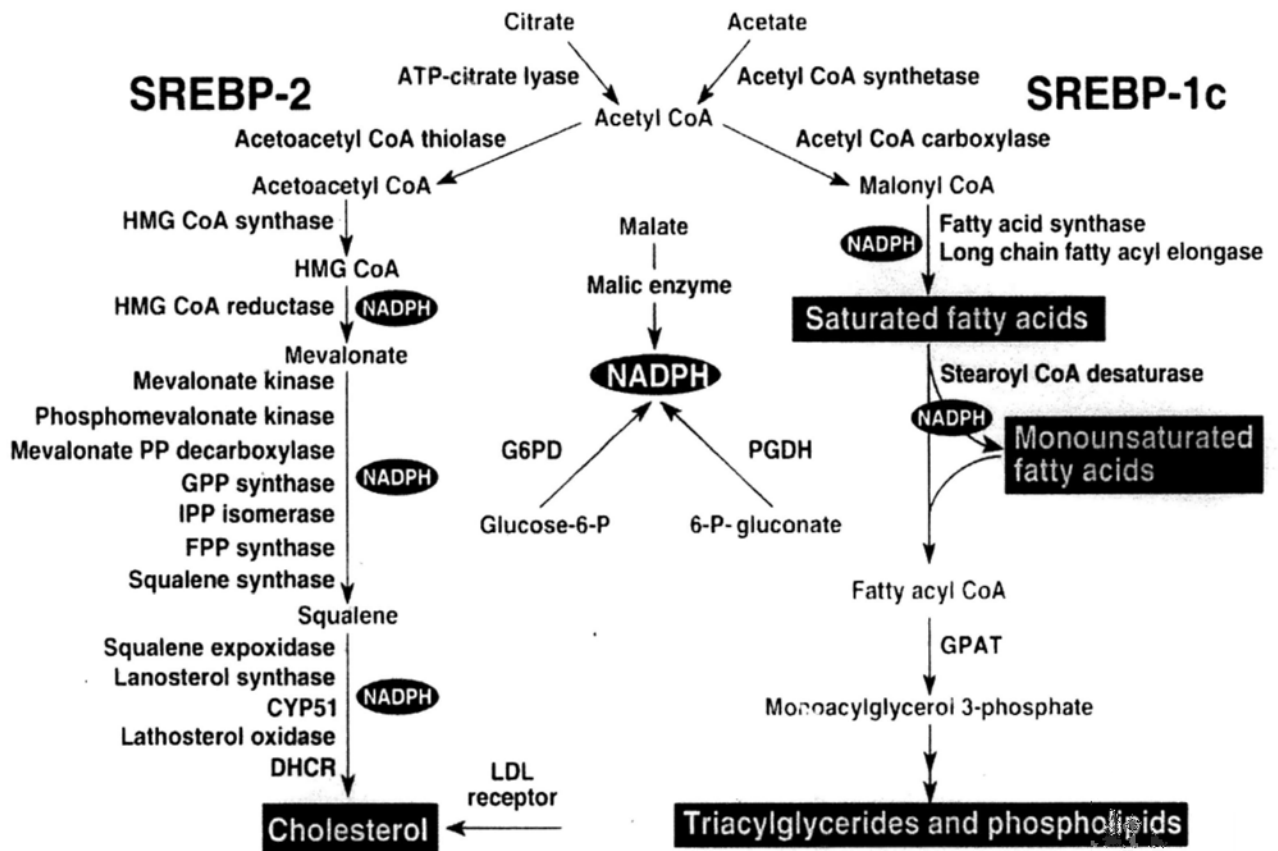 Citrate
Acetate
ATP-citrate lyase
Acetyl CoA synthetase
SREBP-2
SREBP-1c
Acetyl CoA
Acetoacetyl CoA thiolase
Acetyl CoA carboxylase
Acetoacetyl CoA
Malonyl CoA
HMG CoA synthase
HMG CoA
HMG CoA reductase
NADPH
Mevalonate
Mevalonate kinase
Phosphomevalonate kinase
Mevalonate PP decarboxylase
GPP synthase
NADPH
IPP isomerase
FPP synthase
Squalene synthase
Squalene
Squalene expoxidase
Lanosterol synthase
CYP51
NADPH
Lathosterol oxidase
DHCR
Cholesterol
LDL
receptor
Malate
Malic enzyme
NADPH
G6PD
PGDH
Glucose-6-P
6-P-gluconate
NADPH
Fatty acid synthase
Long chain fatty acyl elongase
Saturated fatty acids
Stearoyl CoA desaturase
NADPH
Monounsaturated
fatty acids
Fatty acyl CoA
GPAT
Monoacylglycerol 3-phosphate
Triacylglycerides and phospholipids